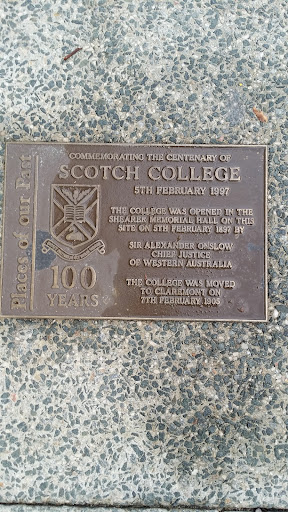 COMMEMORATING THE CENTENARY OF
SCOTCH COLLEGE
5TH FEBRUARY 1997
THE COLLEGE WAS OPENED IN THE
SHEARER MEMORIAL HALL ON THIS
SITE ON 5TH FEBRUARY 1897 BY
SIR ALEXANDER ONSLOW
CHIEF JUSTICE
OF WESTERN AUSTRALIA
THE COLLEGE WAS MOVED
TO CLAREMONT ON
7TH FEBRUARY 1905
100
YEARS
Places of our Past